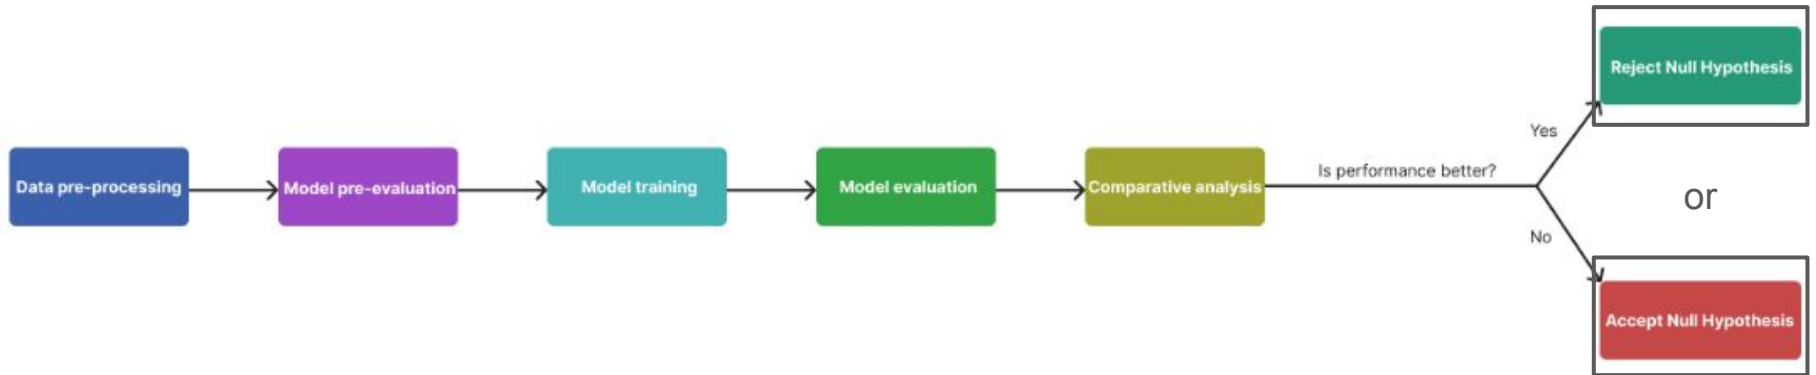 Data pre-processing
Model pre-evaluation
Model training
Model evaluation
Comparative analysis
Is performance better?
Yes
Reject Null Hypothesis
or
No
Accept Null Hypothesis